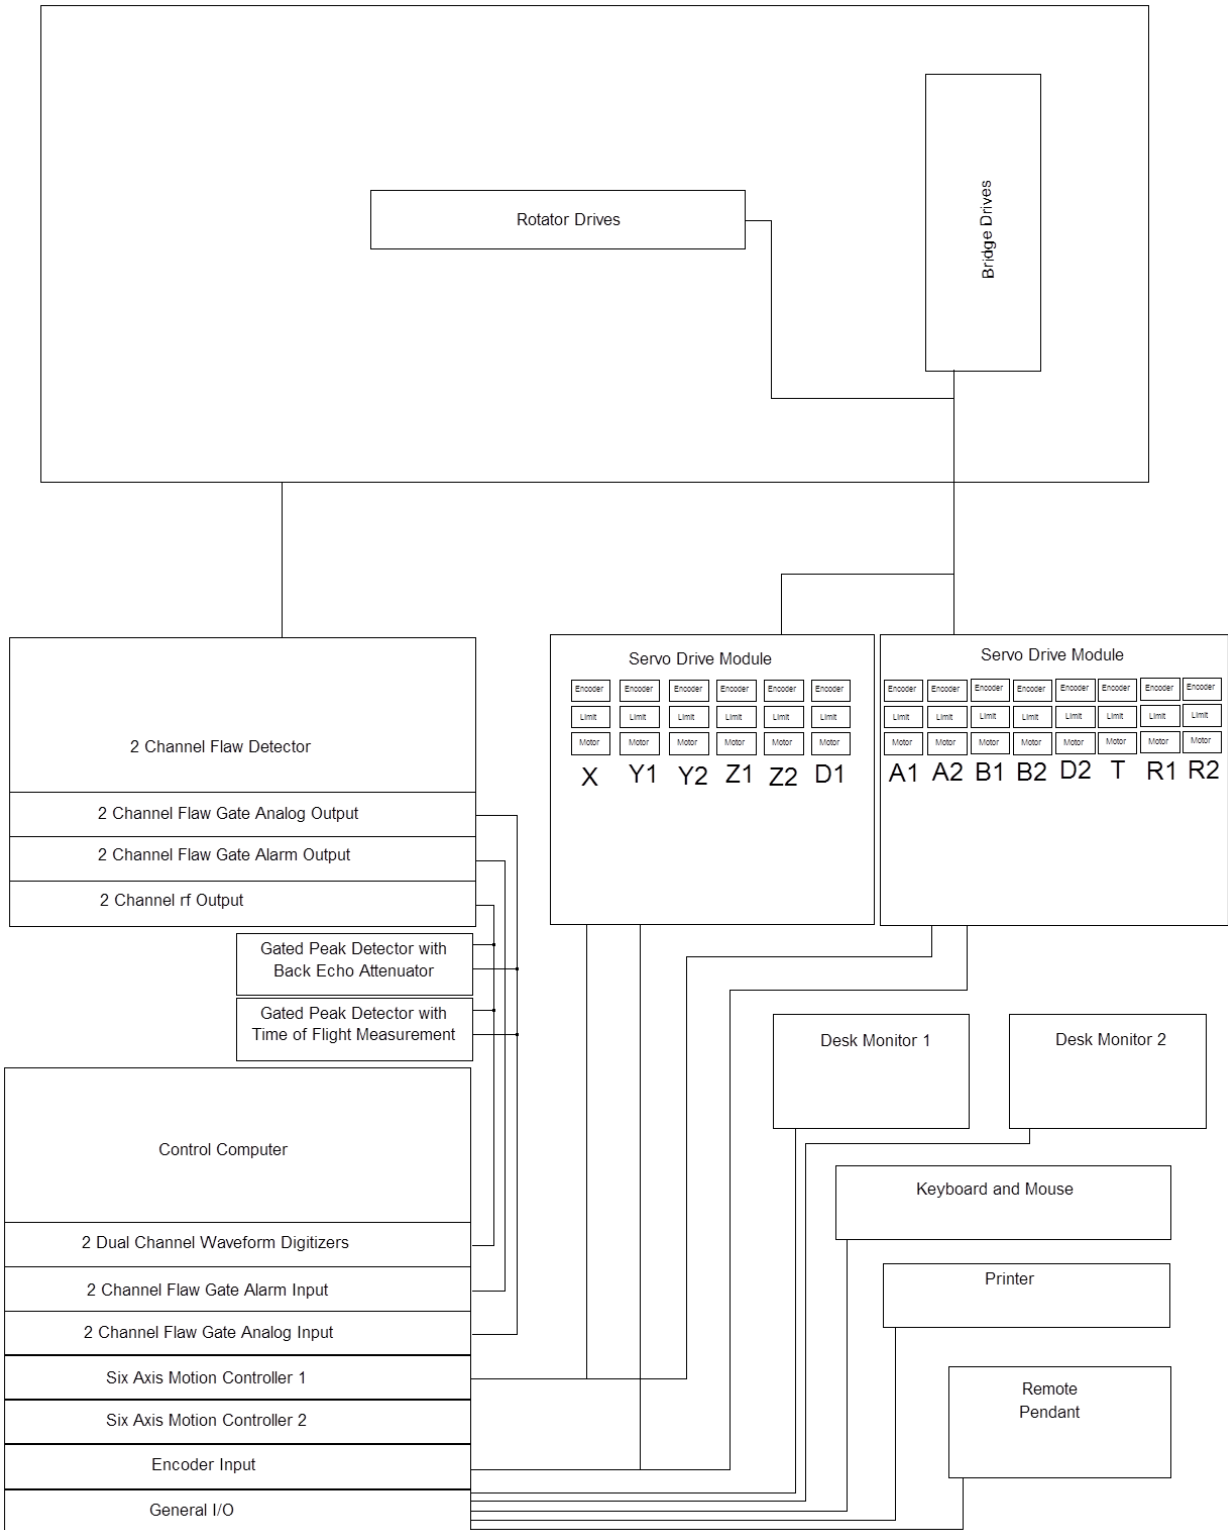 Rotator Drives
Bridge Drives
2 Channel Flaw Detector
2 Channel Flaw Gate Analog Output
2 Channel Flaw Gate Alarm Output
2 Channel rf Output
Gated Peak Detector with
Back Echo Attenuator
Gated Peak Detector with
Time of Flight Measurement
Control Computer
2 Dual Channel Waveform Digitizers
2 Channel Flaw Gate Alarm Input
2 Channel Flaw Gate Analog Input
Six Axis Motion Controller 1
Six Axis Motion Controller 2
Encoder Input
General I/O
Servo Drive Module
Encoder Encoder Encoder Encoder Encoder Encoder
Limit Limit Limit Limit Limit Limit
Motor Motor Motor Motor Motor Motor
X Y1 Y2 Z1 Z2 D1
Servo Drive Module
Encoder Encoder Encoder Encoder Encoder Encoder Encoder Encoder
Limit Limit Limit Limit Limit Limit Limit Limit
Motor Motor Motor Motor Motor Motor Motor Motor
A1 A2 B1 B2 D2 T R1 R2
Desk Monitor 1
Desk Monitor 2
Keyboard and Mouse
Printer
Remote
Pendant